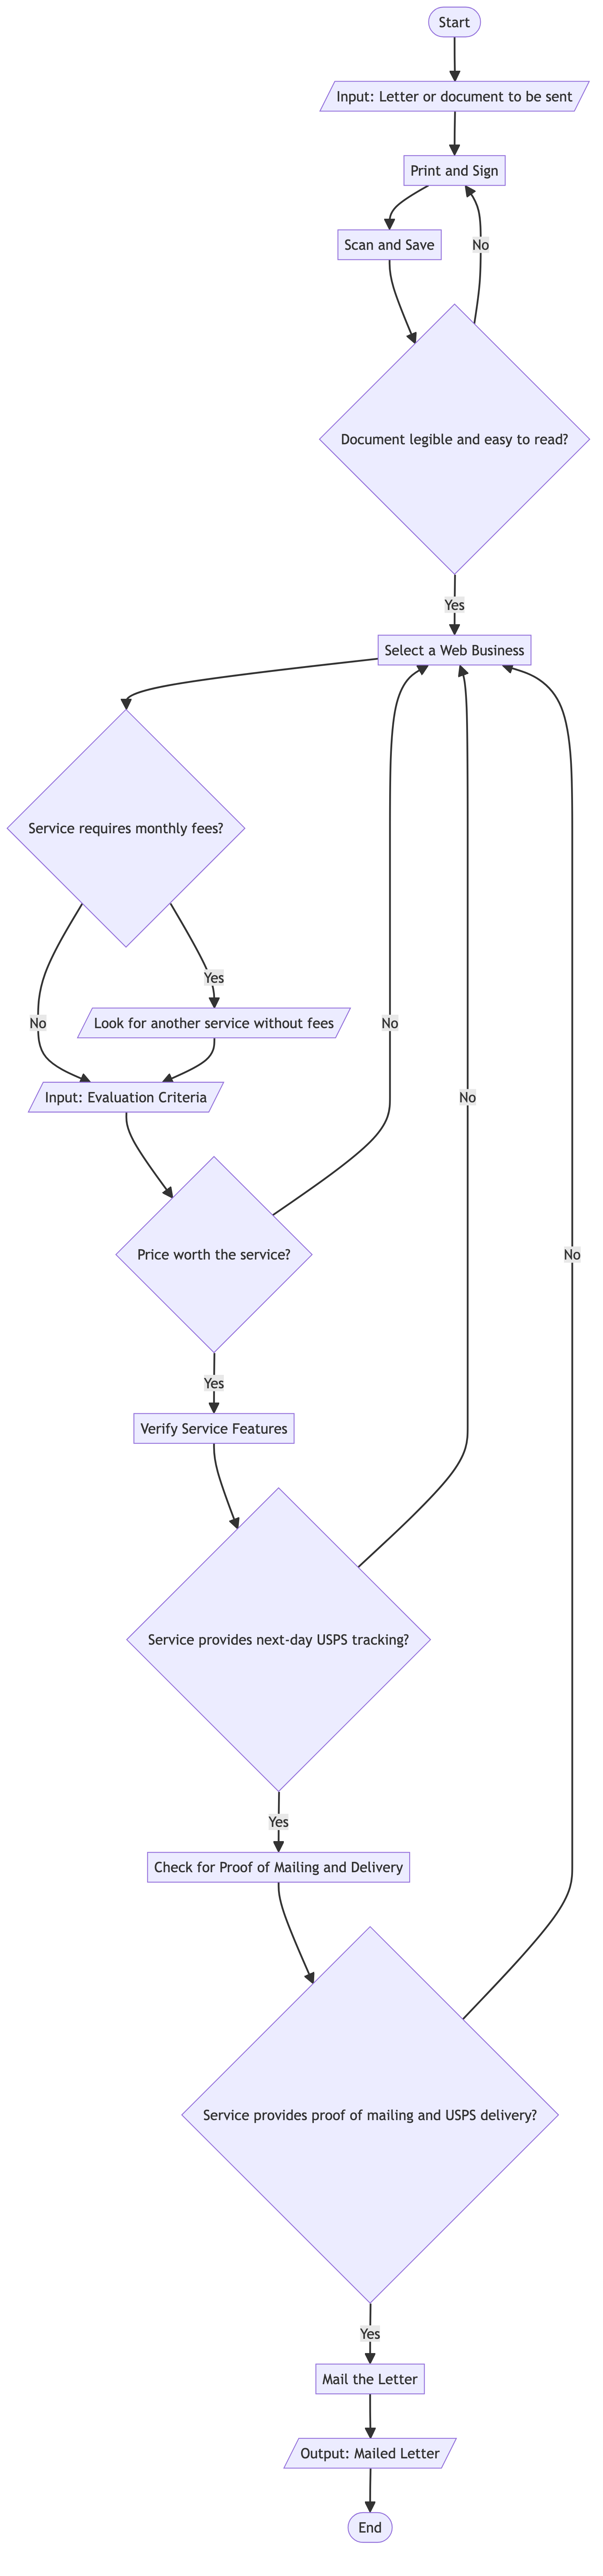 Start
Input: Letter or document to be sent
Print and Sign
Scan and Save
No
Document legible and easy to read?
Yes
Select a Web Business
Service requires monthly fees?
Yes
No
Look for another service without fees
No
Input: Evaluation Criteria
No
Price worth the service?
No
Yes
Verify Service Features
Service provides next-day USPS tracking?
Yes
Check for Proof of Mailing and Delivery
Service provides proof of mailing and USPS delivery?
Yes
Mail the Letter
Output: Mailed Letter
End